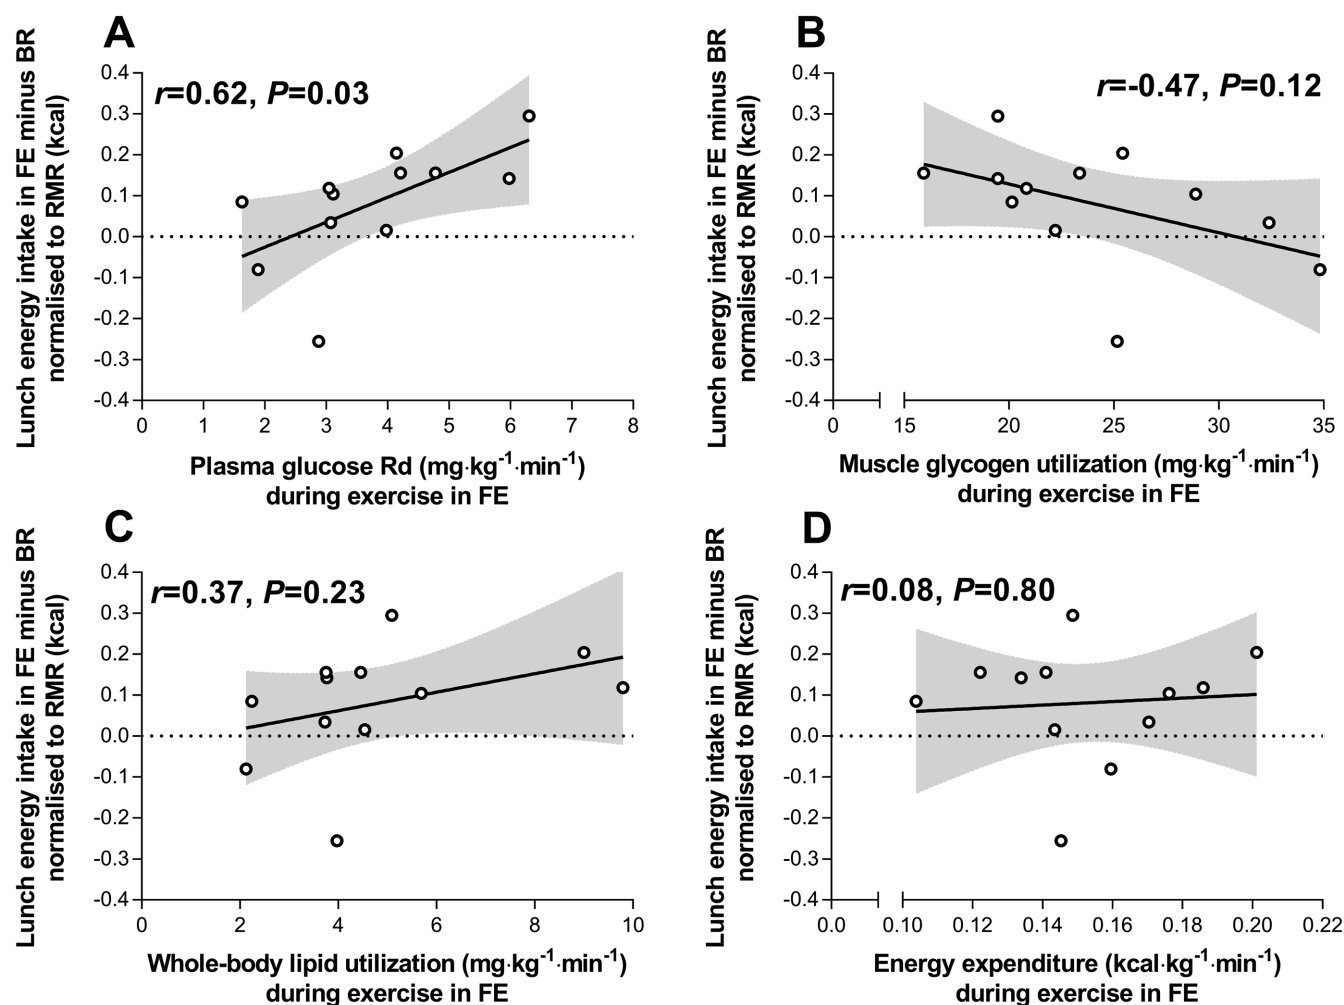 A
Lunch energy intake in FE minus BR
normalised to RMR (kcal)
r=0.62, P=0.03
0.4
0.3
0.2
0.1
0.0
-0.1
-0.2
-0.3
-0.4
0 1 2 3 4 5 6 7 8
Plasma glucose Rd (mg·kg⁻¹·min⁻¹)
during exercise in FE
B
Lunch energy intake in FE minus BR
normalised to RMR (kcal)
r=-0.47, P=0.12
0.4
0.3
0.2
0.1
0.0
-0.1
-0.2
-0.3
-0.4
0 15 20 25 30 35
Muscle glycogen utilization (mg·kg⁻¹·min⁻¹)
during exercise in FE
C
Lunch energy intake in FE minus BR
normalised to RMR (kcal)
r=0.37, P=0.23
0.4
0.3
0.2
0.1
0.0
-0.1
-0.2
-0.3
-0.4
0 2 4 6 8 10
Whole-body lipid utilization (mg·kg⁻¹·min⁻¹)
during exercise in FE
D
Lunch energy intake in FE minus BR
normalised to RMR (kcal)
r=0.08, P=0.80
0.4
0.3
0.2
0.1
0.0
-0.1
-0.2
-0.3
-0.4
0.0 0.10 0.12 0.14 0.16 0.18 0.20 0.22
Energy expenditure (kcal·kg⁻¹·min⁻¹)
during exercise in FE